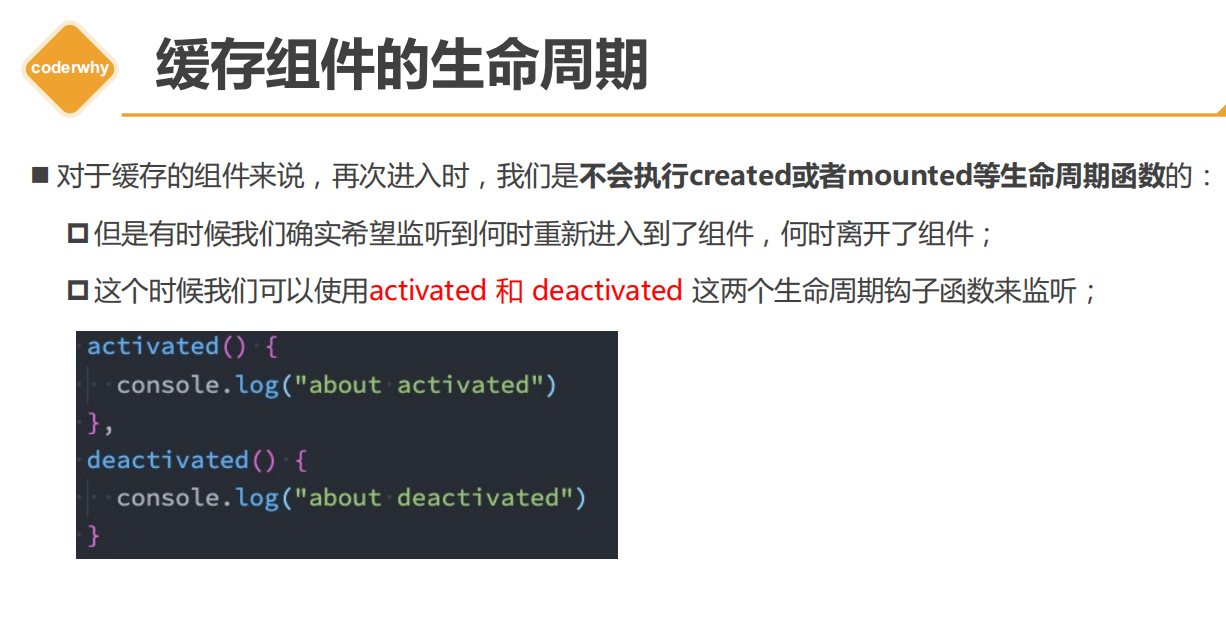 coderwhy
缓存组件的生命周期
对于缓存的组件来说，再次进入时，我们是不会执行created或者mounted等生命周期函数的：
但是有时候我们确实希望监听到何时重新进入到了组件，何时离开了组件；
这个时候我们可以使用activated 和 deactivated 这两个生命周期钩子函数来监听；
activated() {
  console.log("about activated")
},
deactivated() {
  console.log("about deactivated")
}